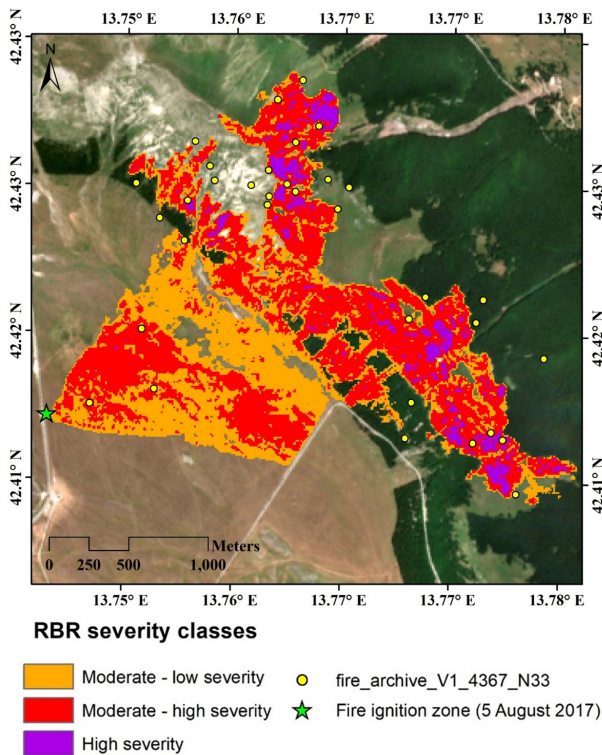 13.75° E 13.76° E 13.77° E 13.78° E
42.43° N
N
42.43° N
42.43° N
42.43° N
42.42° N
42.42° N
42.41° N
42.41° N
Meters
0 250 500 1,000
13.75° E 13.76° E 13.77° E 13.77° E 13.78° E
RBR severity classes
Moderate - low severity
fire_archive_V1_4367_N33
Moderate - high severity
Fire ignition zone (5 August 2017)
High severity